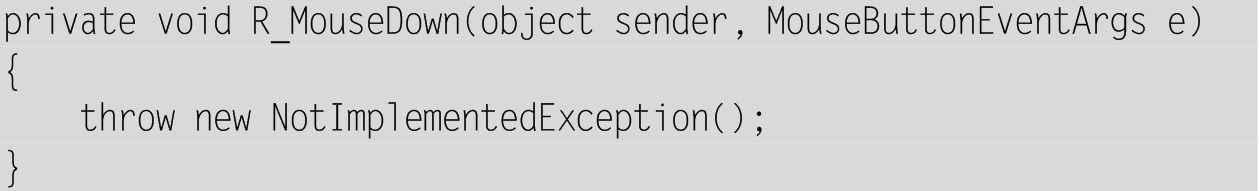 private void R_MouseDown(object sender, MouseButtonEventArgs e)
{
    throw new NotImplementedException();
}